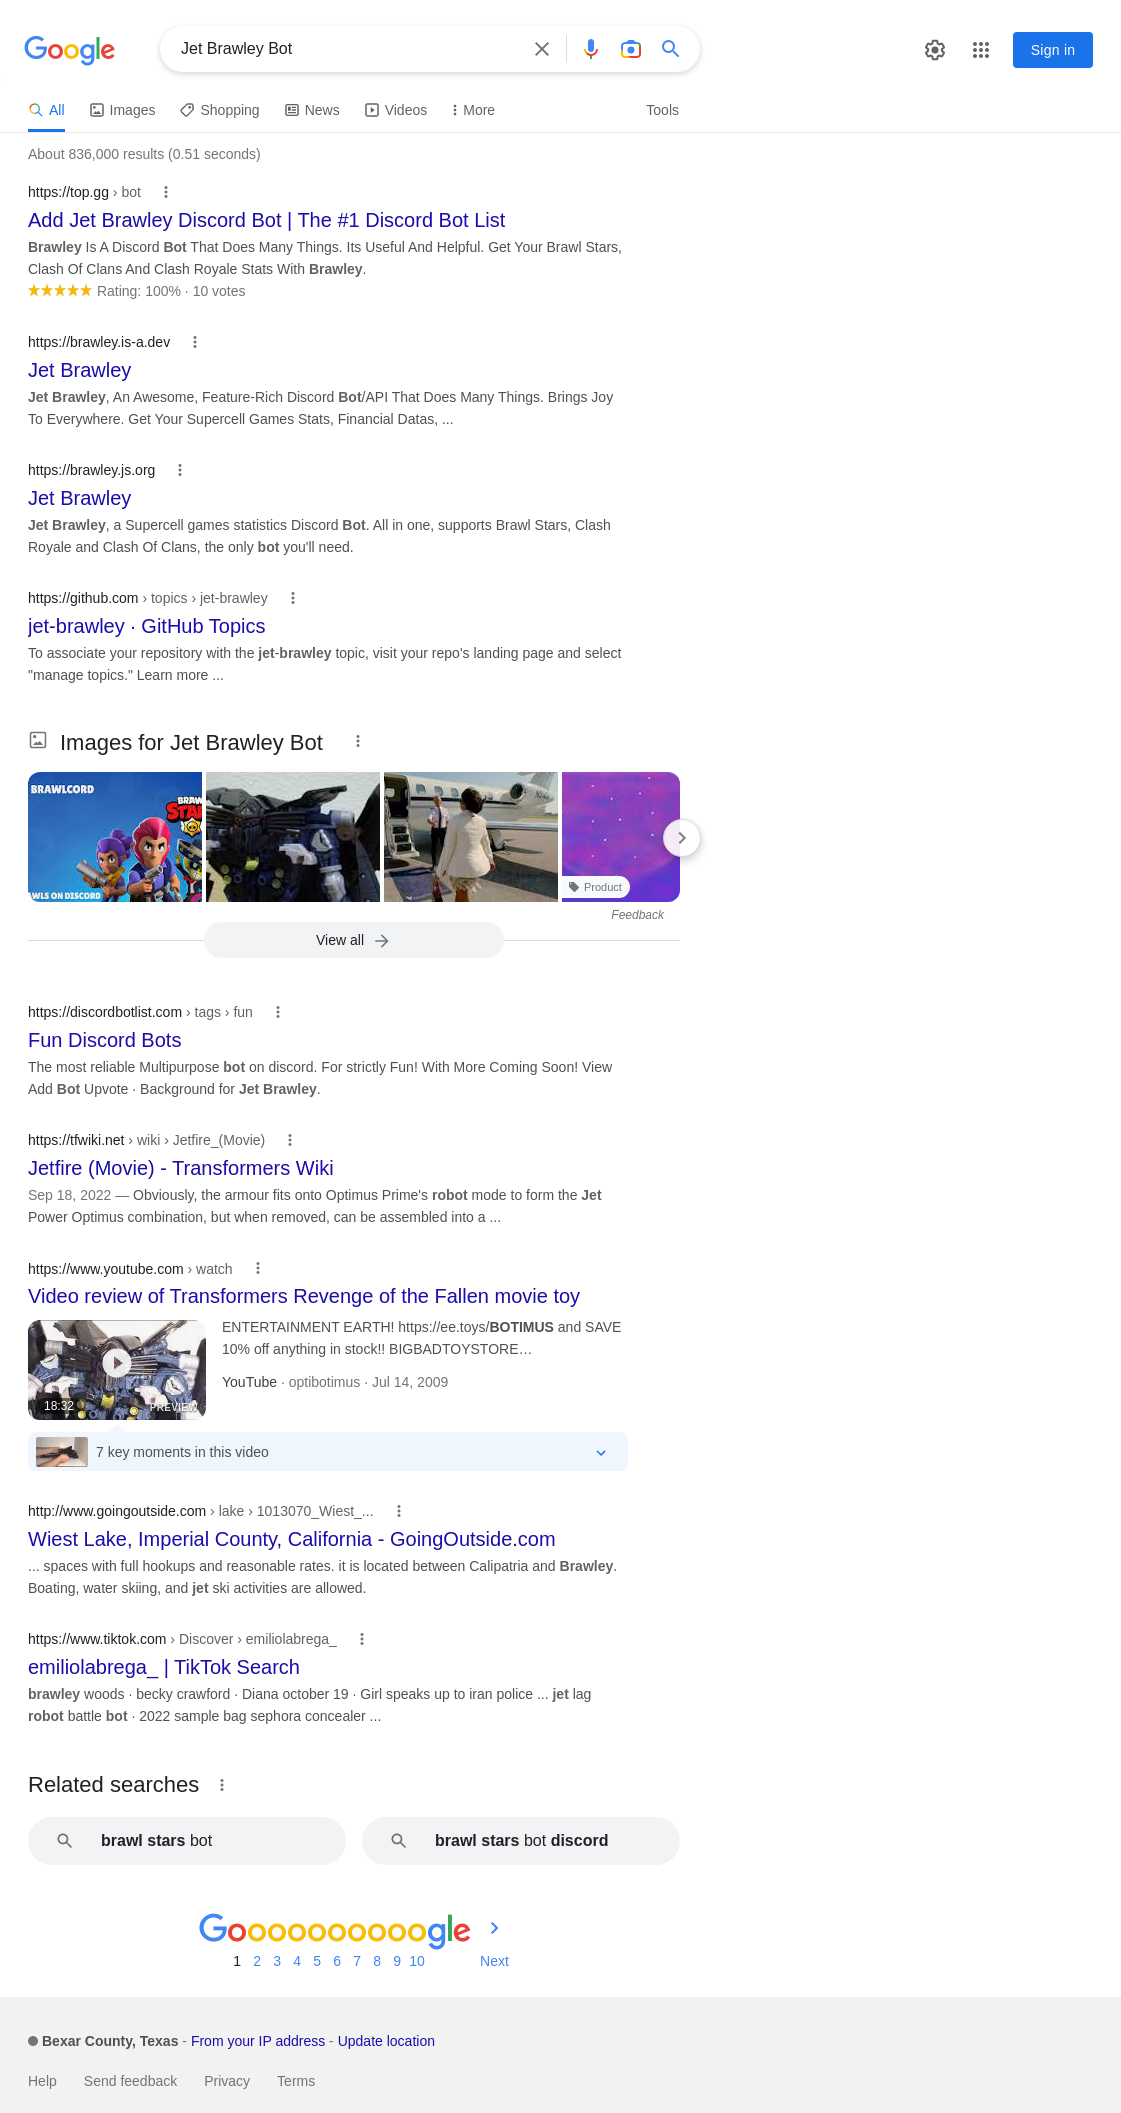 Google
Jet Brawley Bot
Sign in
All
Images
Shopping
News
Videos
More
Tools
About 836,000 results (0.51 seconds)
https://top.gg › bot
Add Jet Brawley Discord Bot | The #1 Discord Bot List
Brawley Is A Discord Bot That Does Many Things. Its Useful And Helpful. Get Your Brawl Stars,
Clash Of Clans And Clash Royale Stats With Brawley.
Rating: 100% · 10 votes
https://brawley.is-a.dev
Jet Brawley
Jet Brawley, An Awesome, Feature-Rich Discord Bot/API That Does Many Things. Brings Joy
To Everywhere. Get Your Supercell Games Stats, Financial Datas, ...
https://brawley.js.org
Jet Brawley
Jet Brawley, a Supercell games statistics Discord Bot. All in one, supports Brawl Stars, Clash
Royale and Clash Of Clans, the only bot you'll need.
https://github.com › topics › jet-brawley
jet-brawley · GitHub Topics
To associate your repository with the jet-brawley topic, visit your repo's landing page and select
"manage topics." Learn more ...
Images for Jet Brawley Bot
BRAWLCORD
BRAW
STA
WLS ON DISCORD
Product
Feedback
View all
https://discordbotlist.com › tags › fun
Fun Discord Bots
The most reliable Multipurpose bot on discord. For strictly Fun! With More Coming Soon! View
Add Bot Upvote · Background for Jet Brawley.
https://tfwiki.net › wiki › Jetfire_(Movie)
Jetfire (Movie) - Transformers Wiki
Sep 18, 2022 — Obviously, the armour fits onto Optimus Prime's robot mode to form the Jet
Power Optimus combination, but when removed, can be assembled into a ...
https://www.youtube.com › watch
Video review of Transformers Revenge of the Fallen movie toy
ENTERTAINMENT EARTH! https://ee.toys/BOTIMUS and SAVE
10% off anything in stock!! BIGBADTOYSTORE…
YouTube · optibotimus · Jul 14, 2009
18:32
PREVIEW
7 key moments in this video
http://www.goingoutside.com › lake › 1013070_Wiest_...
Wiest Lake, Imperial County, California - GoingOutside.com
... spaces with full hookups and reasonable rates. it is located between Calipatria and Brawley.
Boating, water skiing, and jet ski activities are allowed.
https://www.tiktok.com › Discover › emiliolabrega_
emiliolabrega_ | TikTok Search
brawley woods · becky crawford · Diana october 19 · Girl speaks up to iran police ... jet lag
robot battle bot · 2022 sample bag sephora concealer ...
Related searches
brawl stars bot
brawl stars bot discord
Goooooooooogle
1 2 3 4 5 6 7 8 9 10 Next
Bexar County, Texas - From your IP address - Update location
Help Send feedback Privacy Terms